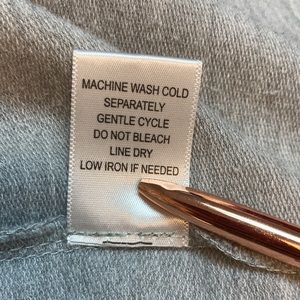 MACHINE WASH COLD
SEPARATELY
GENTLE CYCLE
DO NOT BLEACH
LINE DRY
LOW IRON IF NEEDED